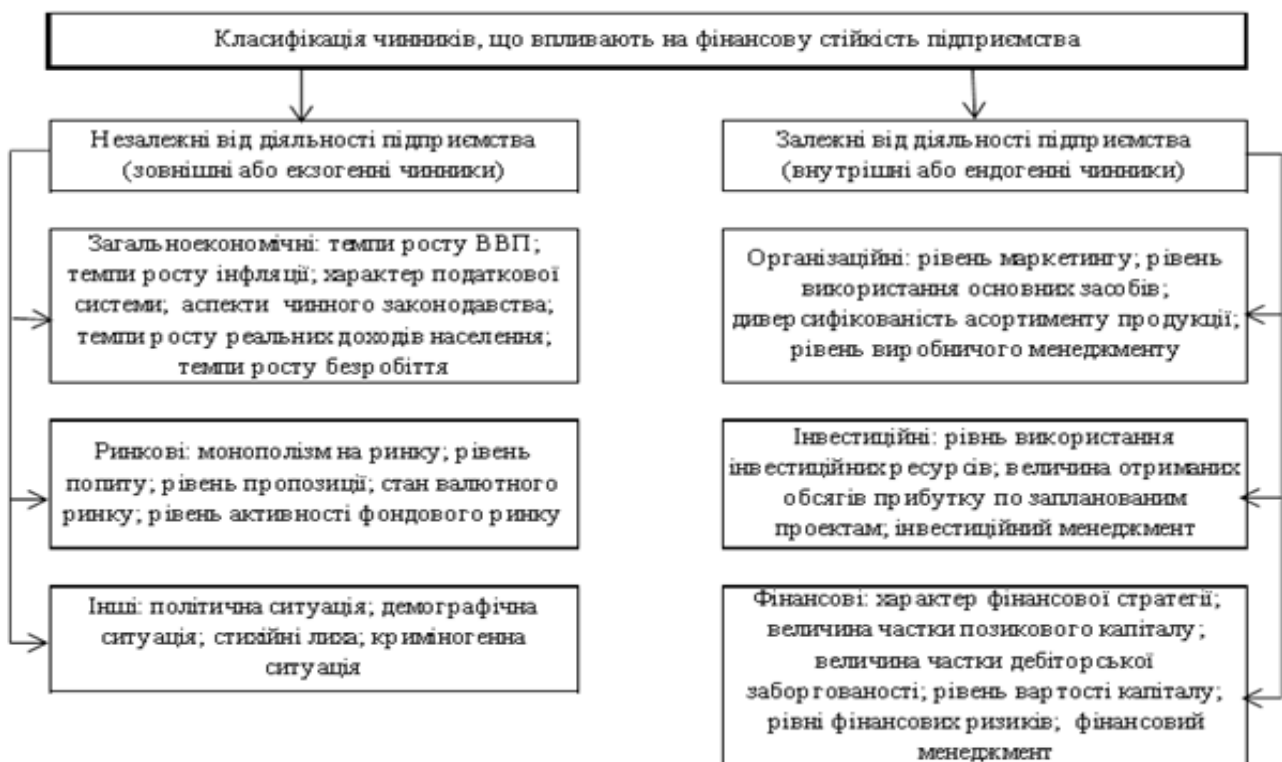 Класифікація чинників, що впливають на фінансову стійкість підприємства
Незалежні від діяльності підприємства
(зовнішні або екзогенні чинники)
Загальноекономічні: темпи росту ВВП;
темпи росту інфляції; характер податкової
системи; аспекти чинного законодавства;
темпи росту реальних доходів населення;
темпи росту безробіття
Ринкові: монополізм на ринку; рівень
попиту; рівень пропозиції; стан валютного
ринку; рівень активності фондового ринку
Інші: політична ситуація; демографічна
ситуація; стихійні лиха; криміногенна
ситуація
Залежні від діяльності підприємства
(внутрішні або ендогенні чинники)
Організаційні: рівень маркетингу; рівень
використання основних засобів;
диверсифікованість асортименту продукції;
рівень виробничого менеджменту
Інвестиційні: рівнь використання
інвестиційних ресурсів; величина отриманих
обсягів прибутку по запланованим
проектам; інвестиційний менеджмент
Фінансові: характер фінансової стратегії;
величина частки позикового капіталу;
величина частки дебіторської
заборгованості; рівень вартості капіталу;
рівні фінансових ризиків; фінансовий
менеджмент